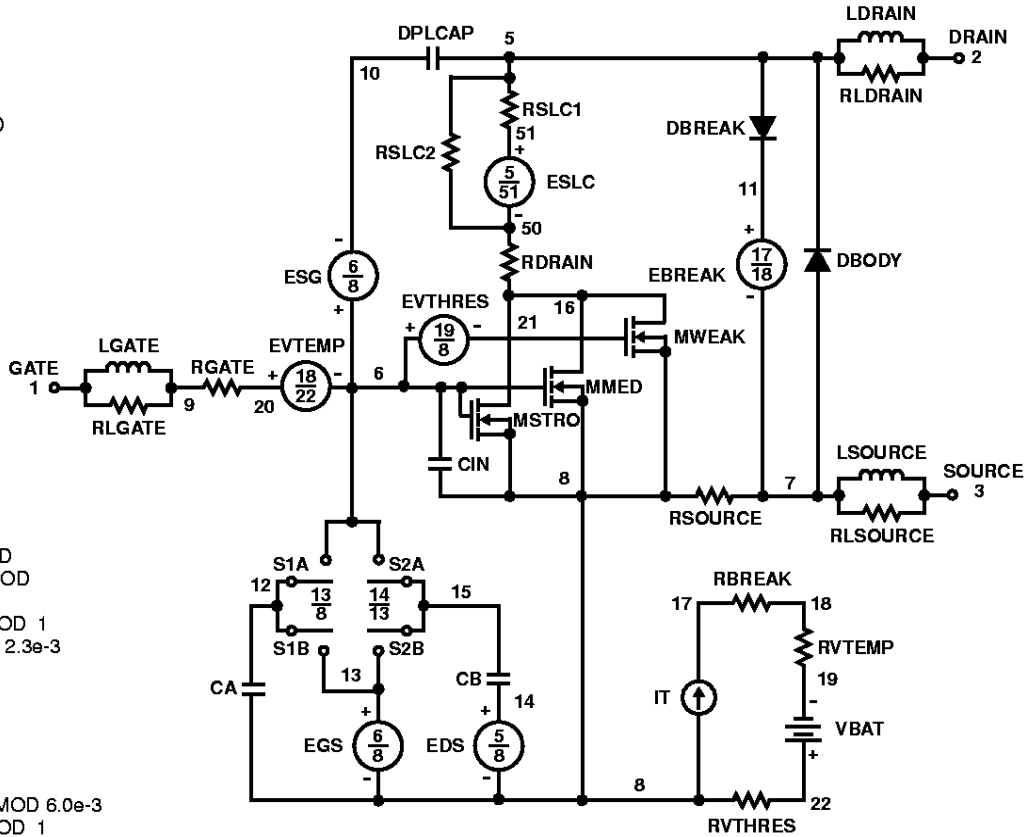 LDRAIN
DPLCAP
5
DRAIN
2
10
RLDRAIN
RSLC1
DBREAK
51
+
RSLC2
5
51
ESLC
11
-
50
+
-
RDRAIN
17
18
DBODY
EBREAK
6
8
ESG
EVTHRES
16
-
+
+
19
8
-
21
MWEAK
LGATE
EVTEMP
GATE
1
RGATE
+
18
22
-
6
MMED
9
20
RLGATE
MSTRO
CIN
LSOURCE
8
7
SOURCE
3
RSOURCE
RLSOURCE
D
S1A
S2A
OD
12
13
8
14
13
15
RBREAK
17
18
OD 1
2.3e-3
S1B
S2B
RVTEMP
13
CB
19
CA
14
IT
-
+
+
VBAT
EGS
6
8
EDS
5
8
+
-
-
8
MOD 6.0e-3
22
OD 1
RVTHRES